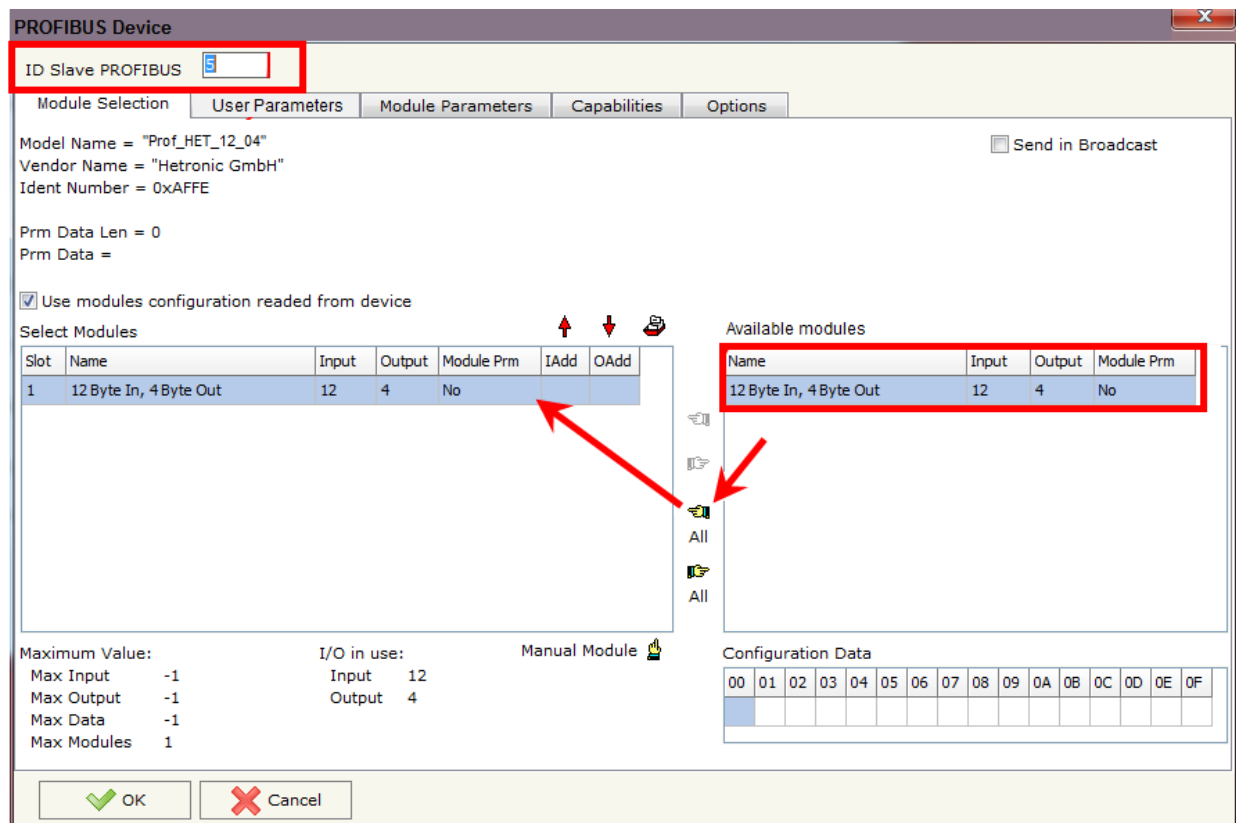 PROFIBUS Device
x
ID Slave PROFIBUS 5
Module Selection User Parameters Module Parameters Capabilities Options
Model Name = "Prof_HET_12_04" Send in Broadcast
Vendor Name = "Hetronic GmbH"
Ident Number = 0xAFFE
Prm Data Len = 0
Prm Data =
Use modules configuration readed from device
Select Modules
Slot Name Input Output Module Prm IAdd OAdd
1 12 Byte In, 4 Byte Out 12 4 No
All
All
Available modules
Name Input Output Module Prm
12 Byte In, 4 Byte Out 12 4 No
Maximum Value:
Max Input -1
Max Output -1
Max Data -1
Max Modules 1
I/O in use:
Input 12
Output 4
Manual Module
Configuration Data
00 01 02 03 04 05 06 07 08 09 0A 0B 0C 0D 0E 0F
OK Cancel